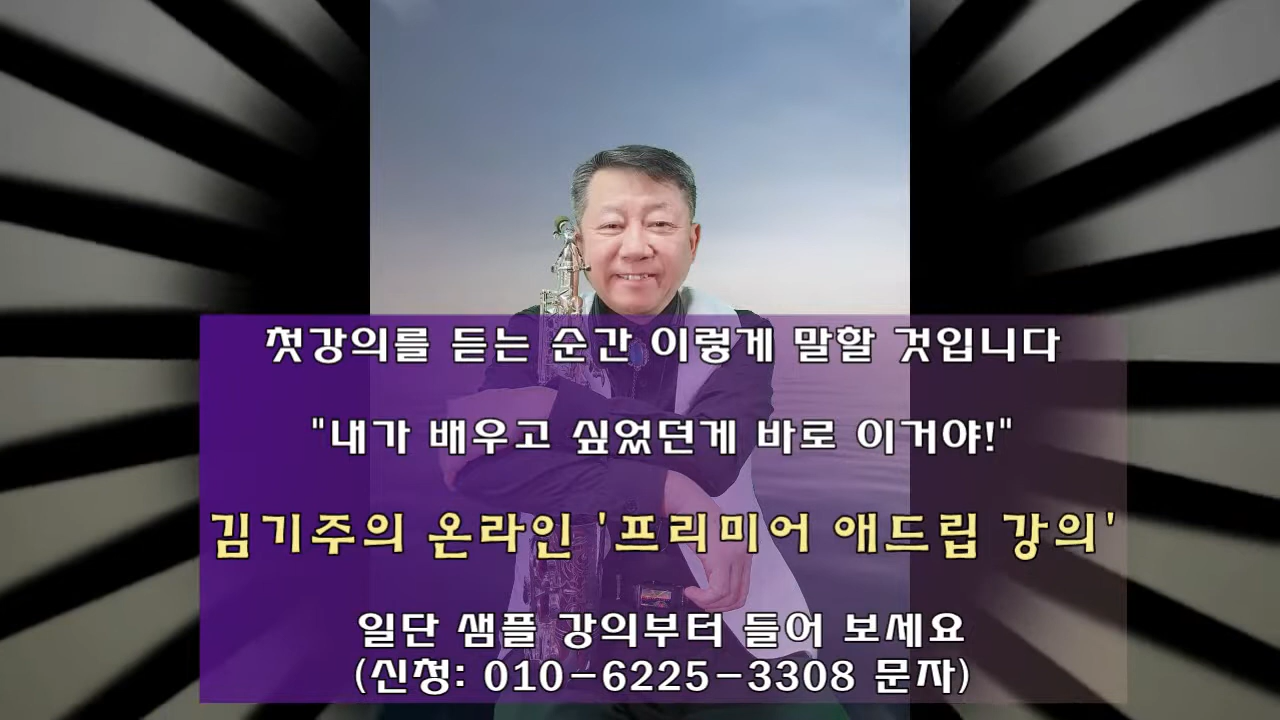 첫강의를 듣는 순간 이렇게 말할 것입니다
"내가 배우고 싶었던게 바로 이거야!"
김기주의 온라인 '프리미어 애드립 강의'
일단 샘플 강의부터 들어 보세요
(신청: 010-6225-3308 문자)